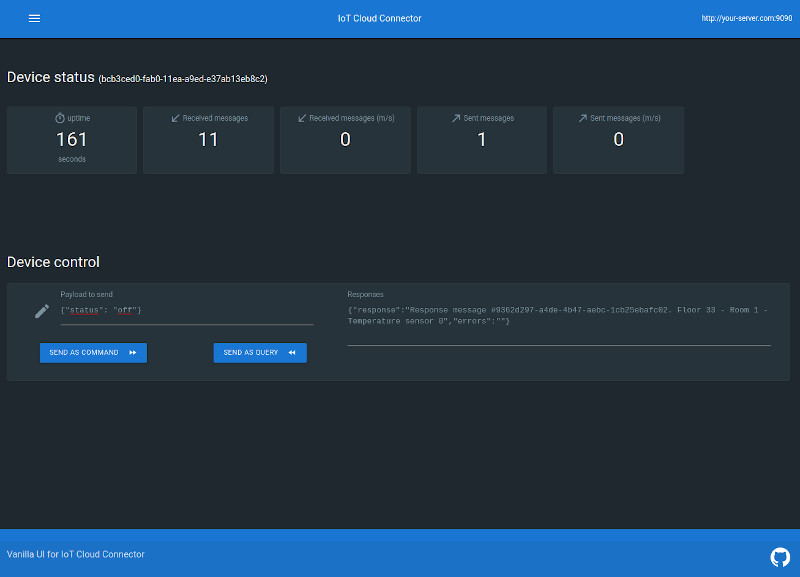 IoT Cloud Connector
http://your-server.com:9090
Device status (bcb3ced0-fab0-11ea-a9ed-e37ab13eb8c2)
uptime
161
seconds
Received messages
11
Received messages (m/s)
0
Sent messages
1
Sent messages (m/s)
0
Device control
Payload to send
{"status": "off"}
SEND AS COMMAND
SEND AS QUERY
Responses
{"response":"Response message #9362d297-a4de-4b47-aebc-1cb25ebafc02. Floor 33 - Room 1 -
Temperature sensor 0","errors":""}
Vanilla UI for IoT Cloud Connector